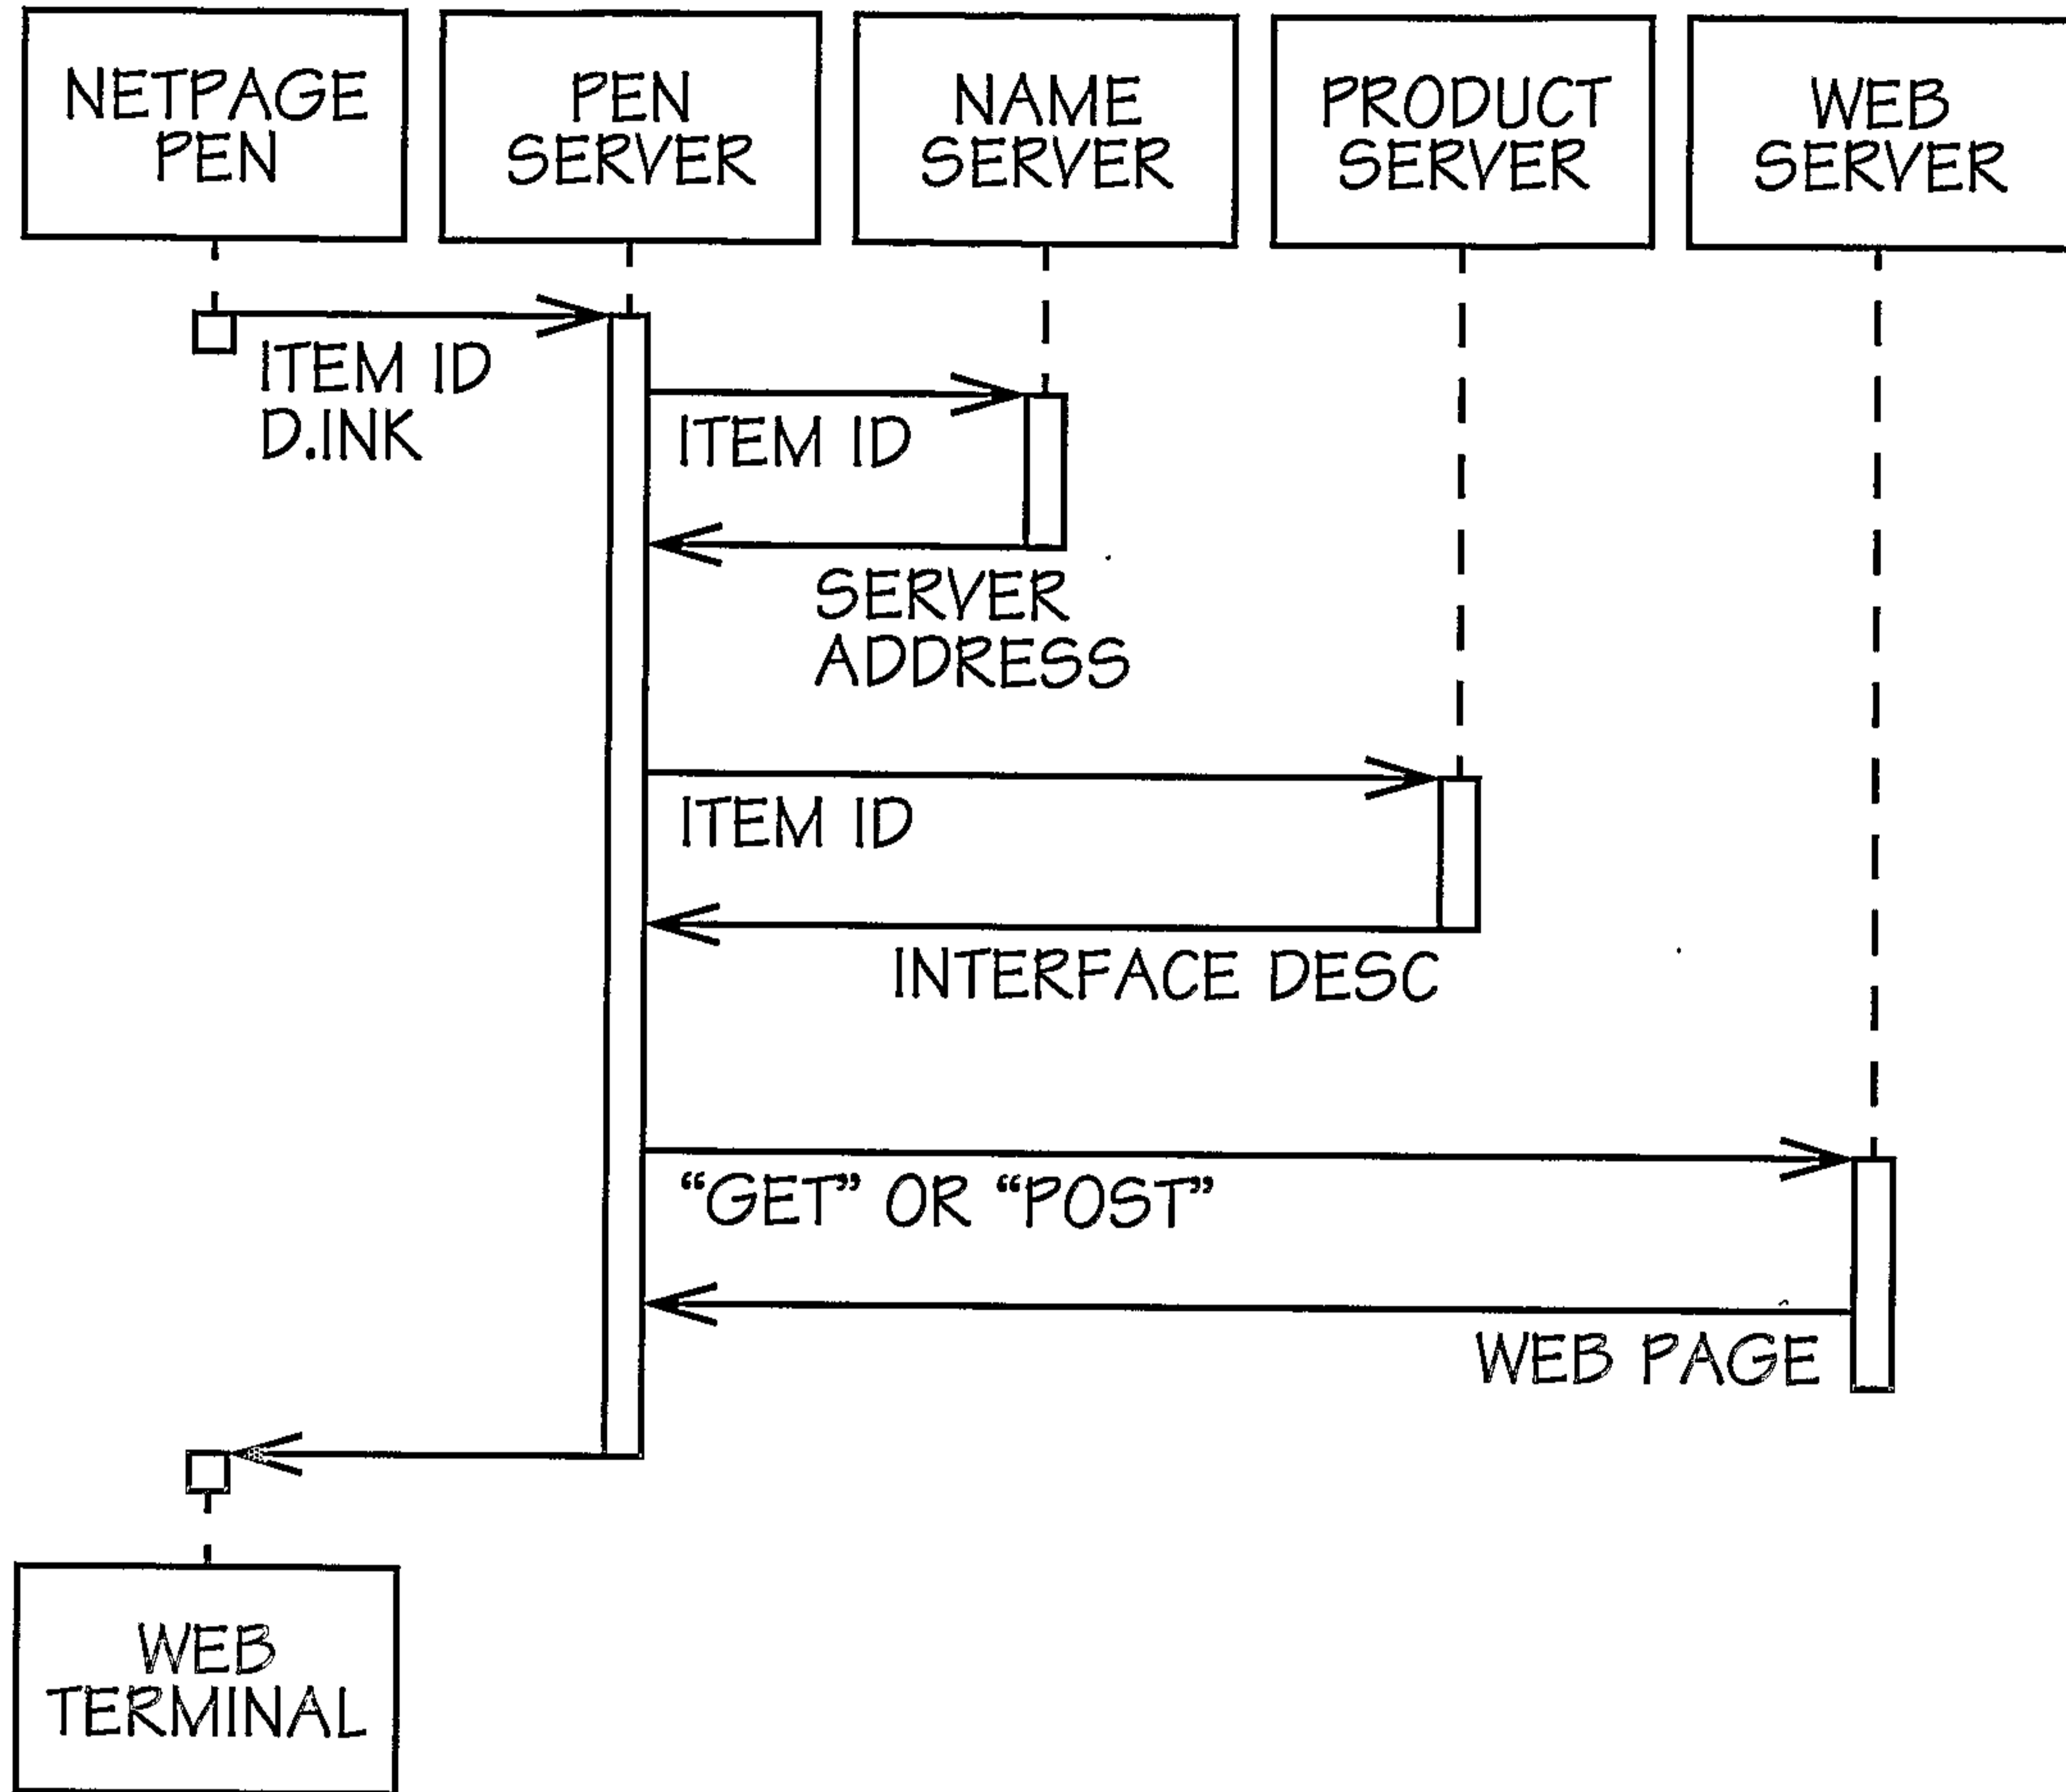 NETPAGE
PEN
PEN
SERVER
NAME
SERVER
PRODUCT
SERVER
WEB
SERVER
ITEM ID
D.INK
ITEM ID
SERVER
ADDRESS
ITEM ID
INTERFACE DESC
“GET” OR “POST”
WEB PAGE
WEB
TERMINAL